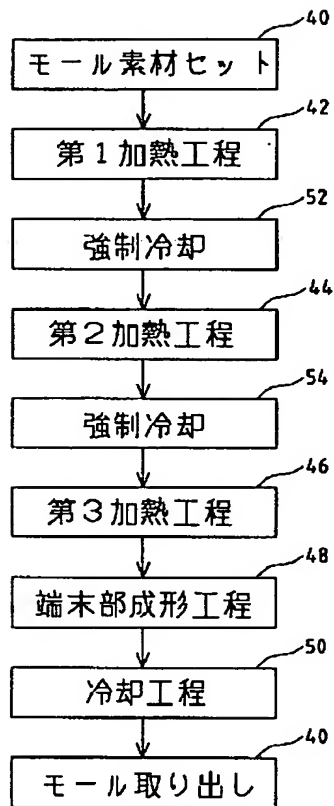 40
モール素材セット
42
第1加熱工程
52
強制冷却
44
第2加熱工程
54
強制冷却
46
第3加熱工程
48
端末部成形工程
50
冷却工程
40
モール取り出し